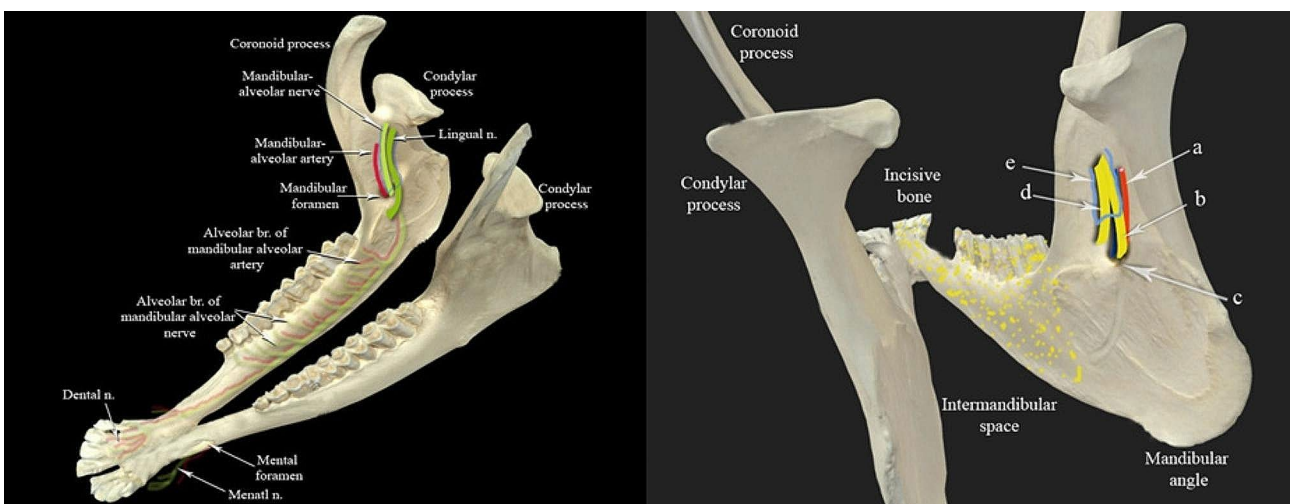 Coronoid process
Mandibular-
alveolar nerve
Condylar
process
Lingual n.
Mandibular-
alveolar artery
Mandibular
foramen
Condylar
process
Alveolar br. of
mandibular alveolar
artery
Alveolar br. of
mandibular alveolar
nerve
Dental n.
Mental
foramen
Menatl n.
Coronoid
process
Condylar
process
Incisive
bone
a
e
d
b
c
Intermandibular
space
Mandibular
angle